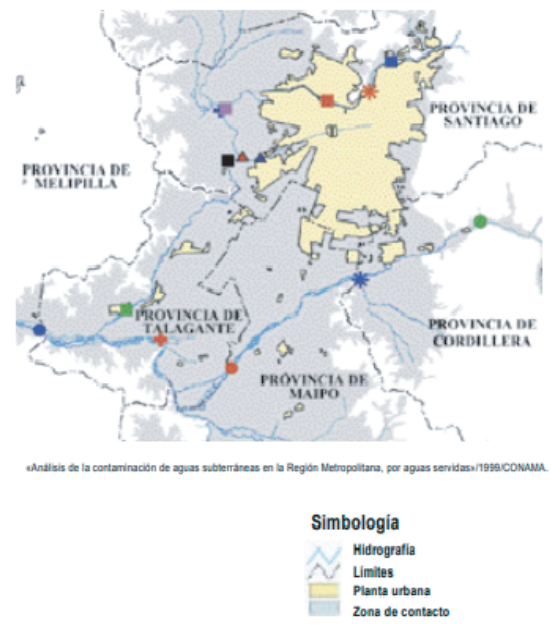 PROVINCIA DE
SANTIAGO
PROVINCIA DE
MELIPILLA
PROVINCIA DE
TALAGANTE
PROVINCIA DE
CORDILLERA
PROVINCIA DE
MAIPO
«Análisis de la contaminación de aguas subterráneas en la Región Metropolitana, por aguas servidas»/1999/CONAMA.
Simbología
Hidrografía
Limites
Planta urbana
Zona de contacto